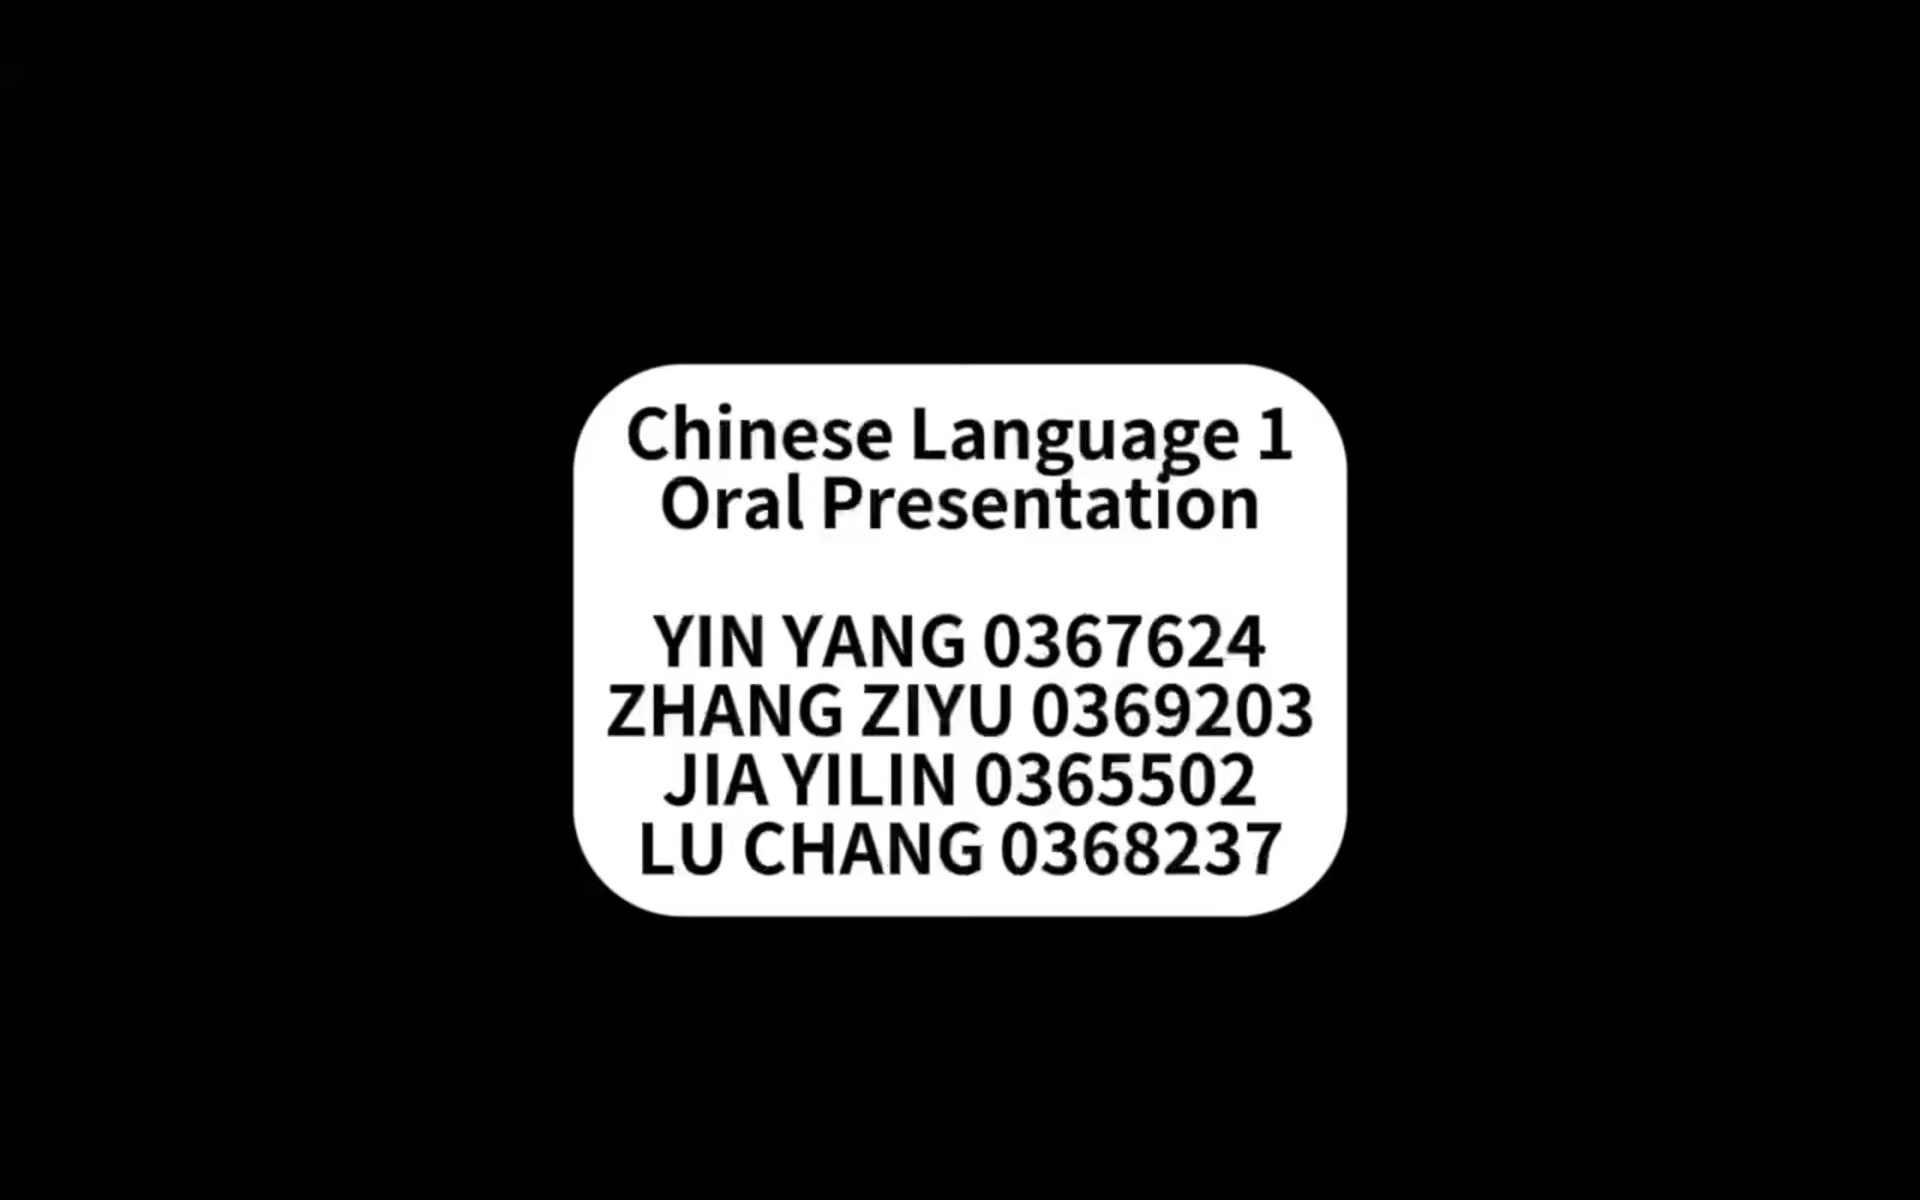 Chinese Language 1
Oral Presentation
YIN YANG 0367624
ZHANG ZIYU 0369203
JIA YILIN 0365502
LU CHANG 0368237